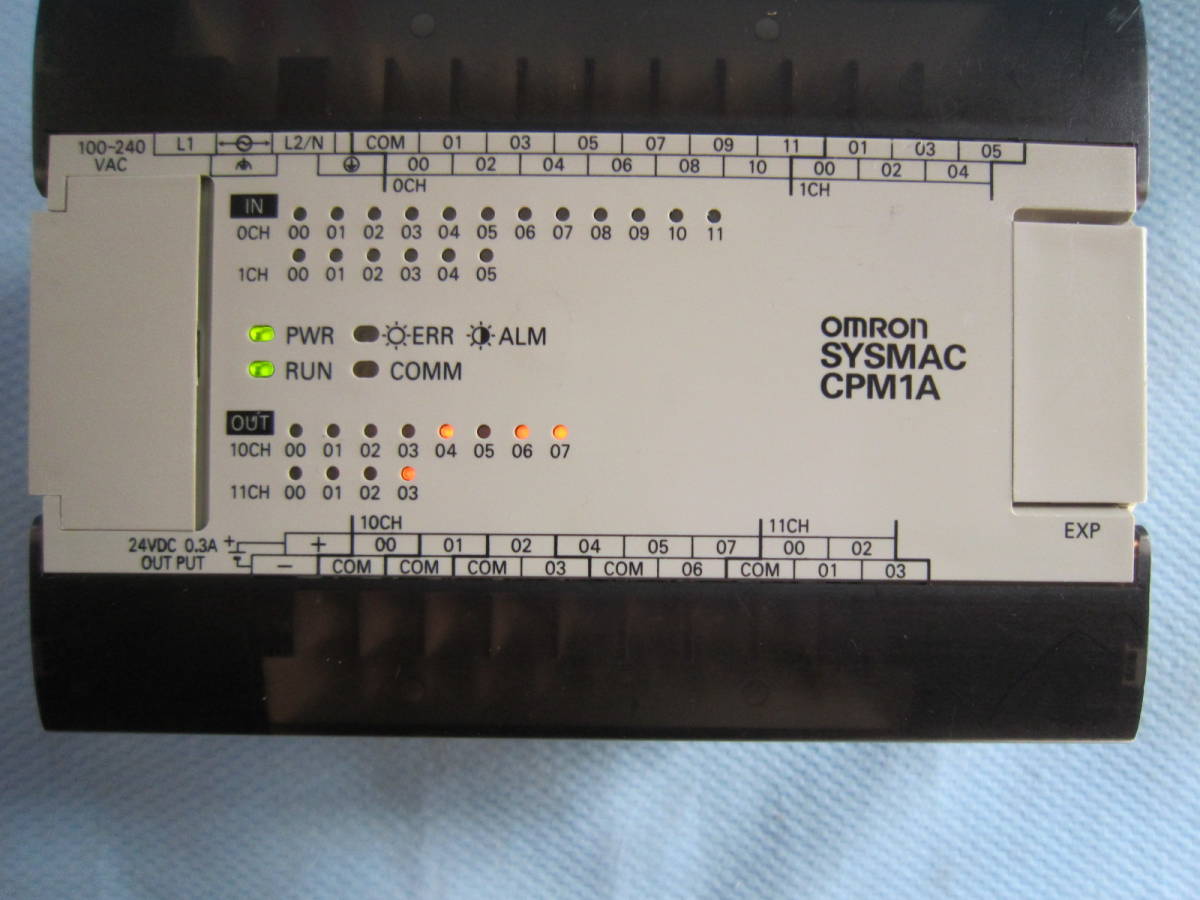 100-240 L1 L2/N COM 01 03 05 07 09 11 01 03 05
VAC 00 02 04 06 08 10 00 02 04
0CH 1CH
IN
0CH 00 01 02 03 04 05 06 07 08 09 10 11
1CH 00 01 02 03 04 05
PWR ERR ALM
RUN COMM
OMRON
SYSMAC
CPM1A
OUT
10CH 00 01 02 03 04 05 06 07
11CH 00 01 02 03
10CH 11CH
EXP
24VDC 0.3A + + 00 01 02 04 05 07 00 02
OUT PUT - − COM COM COM 03 COM 06 COM 01 03